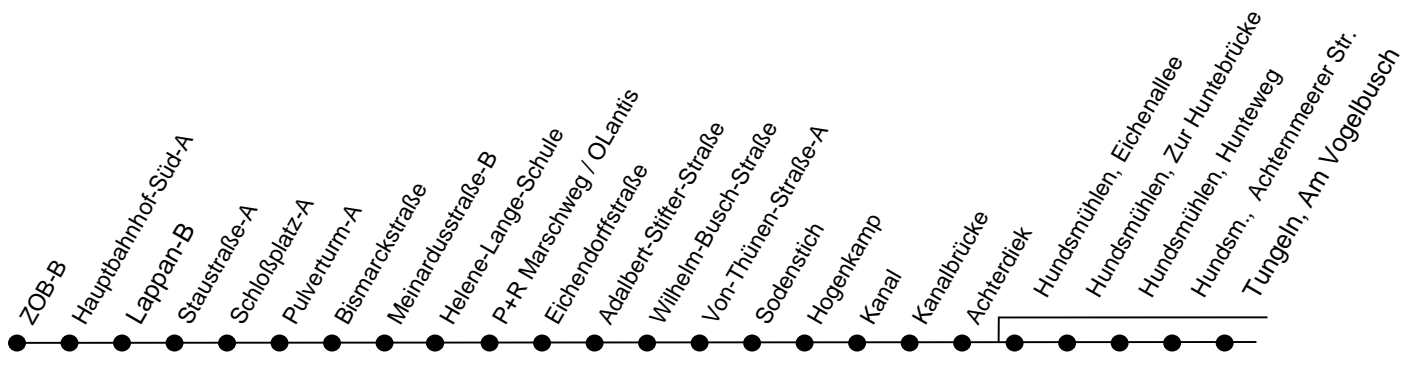 ZOB-B
Hauptbahnhof-Süd-A
Lappan-B
Staustraße-A
Schloßplatz-A
Pulverturm-A
Bismarckstraße
Meinardusstraße-B
Helene-Lange-Schule
P+R Marschweg / OLantis
Eichendorffstraße
Adalbert-Stifter-Straße
Wilhelm-Busch-Straße
Von-Thünen-Straße-A
Sodenstich
Hogenkamp
Kanal
Kanalbrücke
Achterdiek
Hundsmühlen, Eichenallee
Hundsmühlen, Zur Huntebrücke
Hundsmühlen, Hunteweg
Hundsm., Achternmeerer Str.
Tungeln, Am Vogelbusch